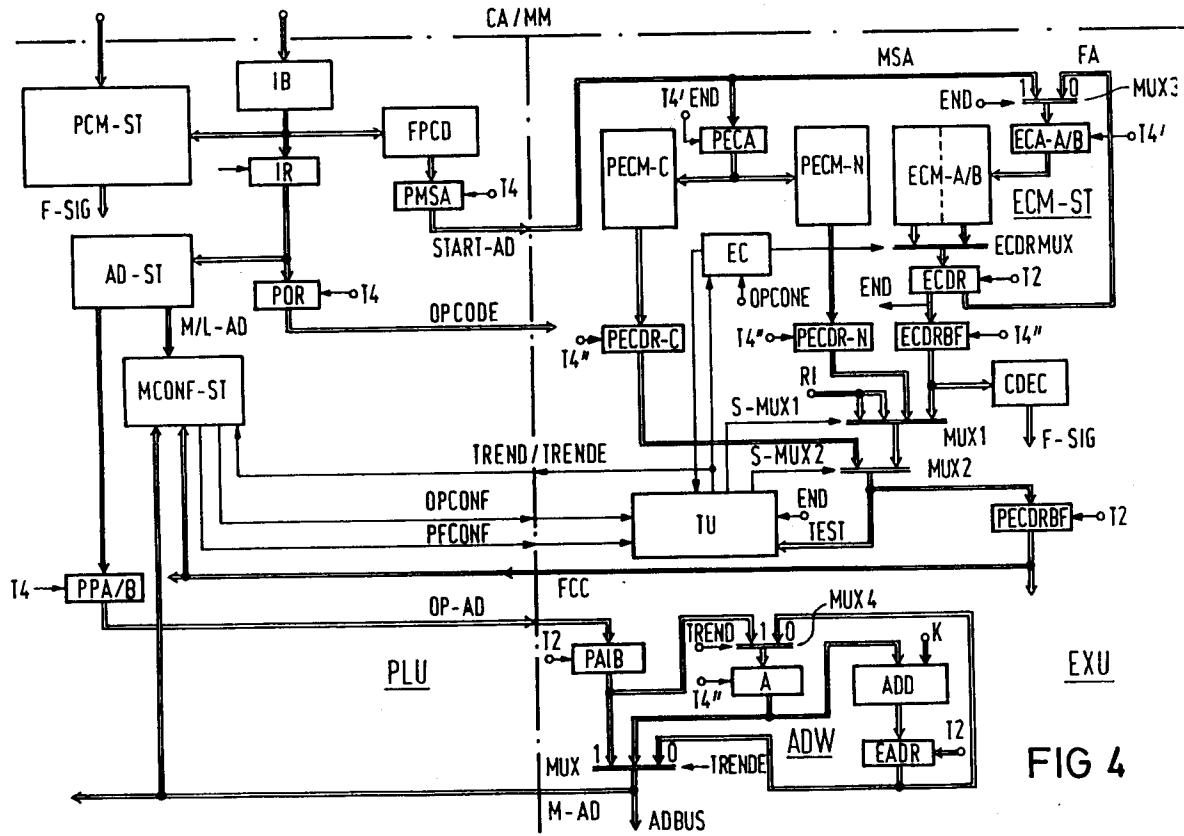 CA/MM
MSA
FA
IB
PCM-ST
FPCD
T4' END
END
1
0
MUX3
PECA
ECA-A/B
T4'
IR
PECM-C
PECM-N
ECM-A/B
F-SIG
PMSA
T4
ECM-ST
START-AD
AD-ST
EC
ECDRMUX
POR
T4
OPCONE
END
ECDR
T2
M/L-AD
OPCODE
T4"
PECDR-C
T4"
PECDR-N
ECDRBF
T4"
MCONF-ST
RI
CDEC
S-MUX1
MUX1
F-SIG
TREND/TRENDE
S-MUX2
MUX2
OPCONF
TU
END
PECDRBF
T2
PFCONF
TEST
T4
PPA/B
FCC
OP-AD
MUX4
TREND
1
0
K
T2
PAIB
PLU
A
ADD
EXU
T4"
ADW
T2
1
0
EADR
MUX
TRENDE
FIG 4
M-AD
ADBUS